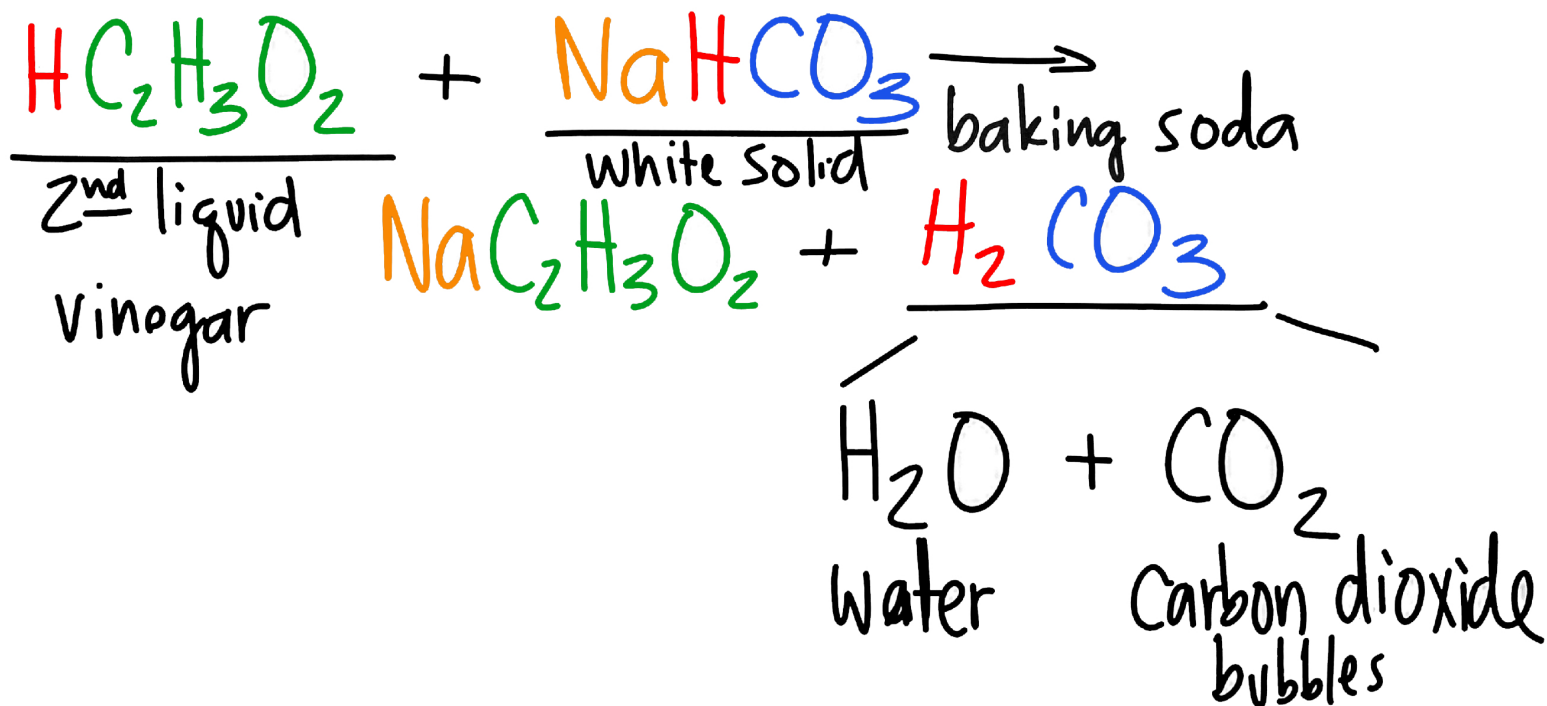 HC₂H₃O₂ + NaHCO₃ →
2nd liquid
vinegar
white solid
baking soda
NaC₂H₃O₂ + H₂CO₃
H₂O + CO₂
water
carbon dioxide
bubbles